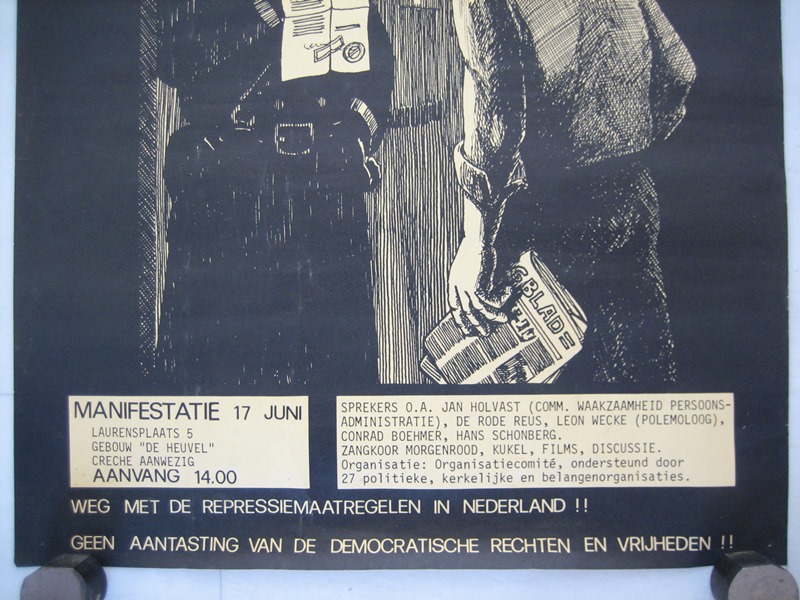 GBLAD
MANIFESTATIE 17 JUNI
LAURENSPLAATS 5
GEBOUW "DE HEUVEL"
CRECHE AANWEZIG
AANVANG 14.00
SPREKERS O.A. JAN HOLVAST (COMM. WAAKZAAMHEID PERSOONS-
ADMINISTRATIE), DE RODE REUS, LEON WECKE (POLEMOLOOG),
CONRAD BOEHMER, HANS SCHONBERG.
ZANGKOOR MORGENROOD, KUKEL, FILMS, DISCUSSIE.
Organisatie: Organisatiecomité, ondersteund door
27 politieke, kerkelijke en belangenorganisaties.
WEG MET DE REPRESSIEMAATREGELEN IN NEDERLAND !!
GEEN AANTASTING VAN DE DEMOCRATISCHE RECHTEN EN VRIJHEDEN !!